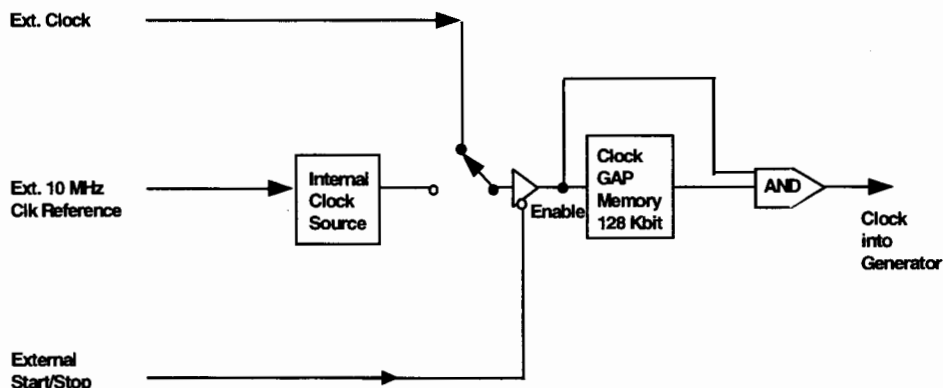 Ext. Clock
Ext. 10 MHz
Clk Reference
Internal
Clock
Source
Enable
Clock
GAP
Memory
128 Kbit
AND
Clock
into
Generator
External
Start/Stop